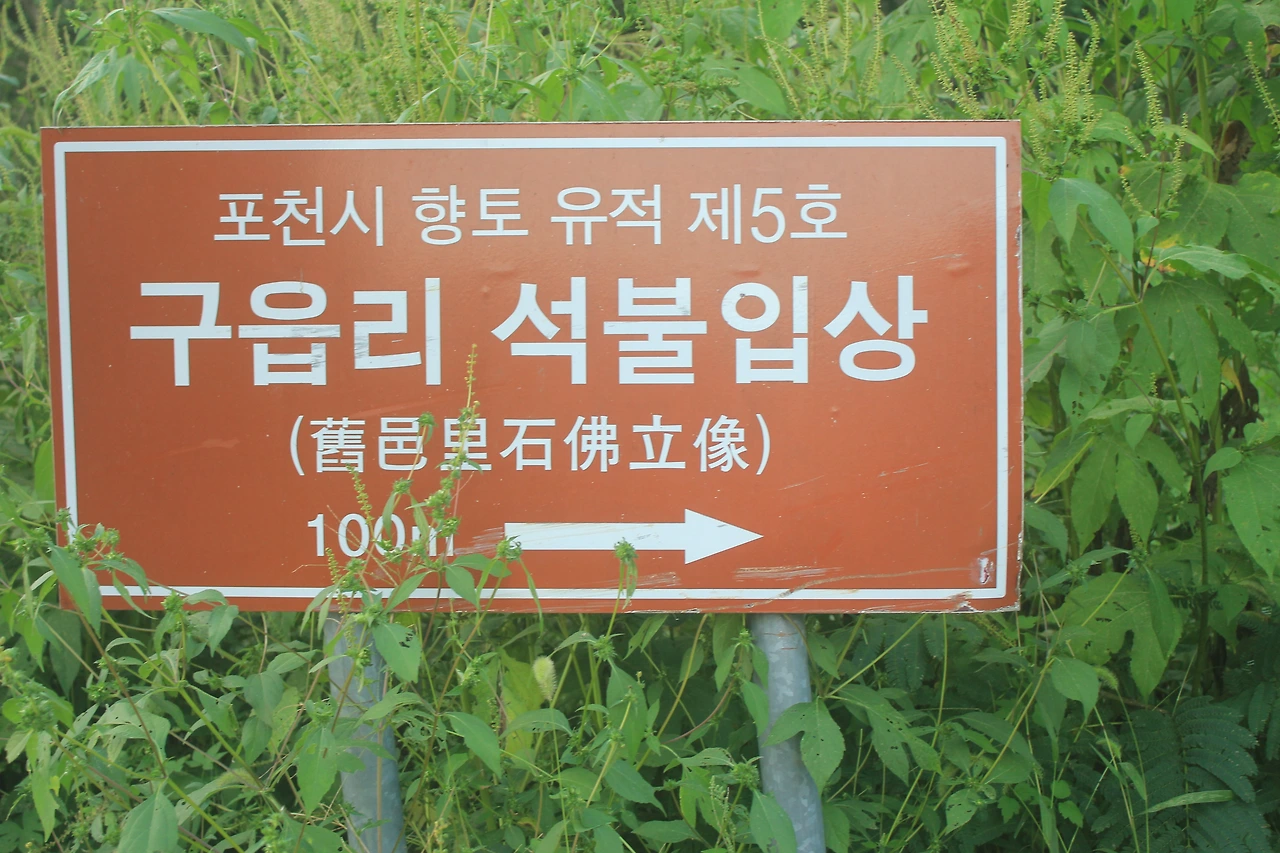 포천시 향토 유적 제5호
구읍리 석불입상
(舊邑里石佛立像)
100m